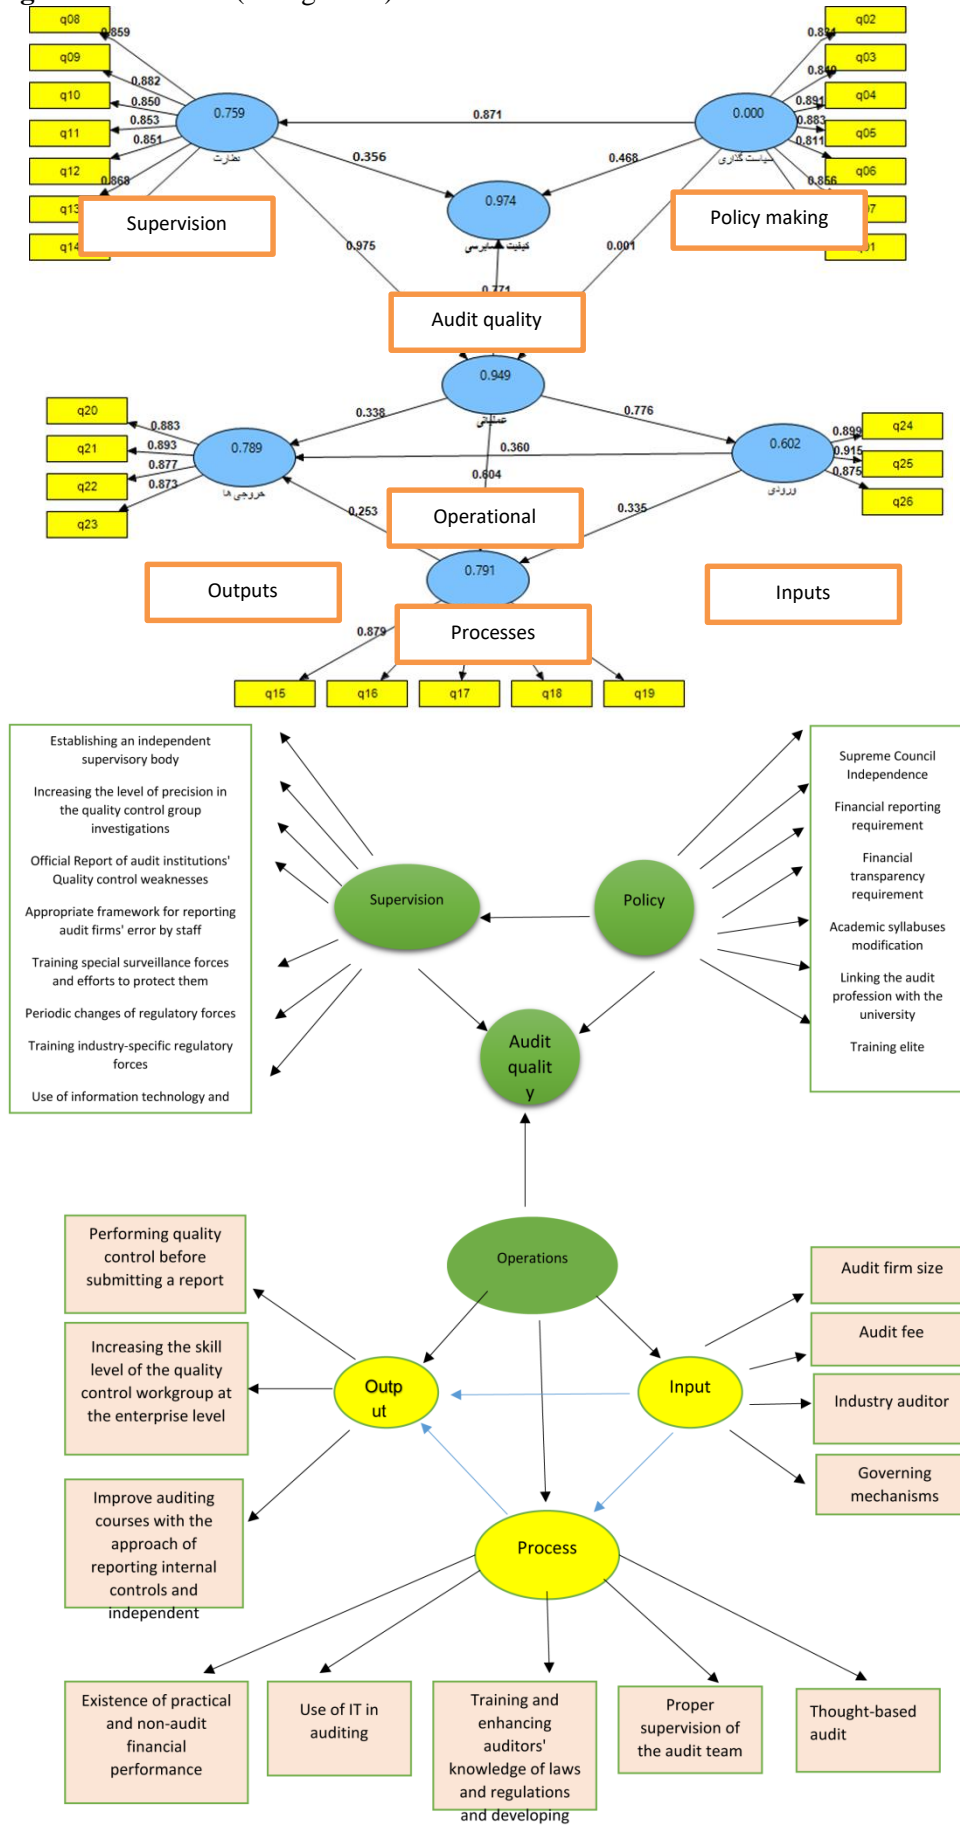 q08
q09
q10
q11
q12
q13
q14
0.859
0.882
0.850
0.853
0.851
0.868
0.759
نظارت
0.871
0.356
0.468
0.974
0.000
سیاست گذاری
q02
q03
q04
q05
q06
0.891
0.883
0.811
0.856
Supervision
Policy making
0.975
0.001
Audit quality
0.949
عملیاتی
q20
q21
q22
q23
0.883
0.893
0.877
0.873
0.338
0.776
0.789
خروجی ها
0.360
0.604
0.602
ورودی
q24
q25
q26
0.899
0.915
0.875
0.253
0.335
Operational
0.791
Outputs
Inputs
Processes
0.879
q15
q16
q17
q18
q19
Establishing an independent
supervisory body
Increasing the level of precision in
the quality control group
investigations
Official Report of audit institutions'
Quality control weaknesses
Appropriate framework for reporting
audit firms' error by staff
Training special surveillance forces
and efforts to protect them
Periodic changes of regulatory forces
Training industry-specific regulatory
forces
Use of information technology and
Supervision
Policy
Supreme Council
Independence
Financial reporting
requirement
Financial
transparency
requirement
Academic syllabuses
modification
Linking the audit
profession with the
university
Training elite
Audit
qualit
y
Operations
Performing quality
control before
submitting a report
Increasing the skill
level of the quality
control workgroup at
the enterprise level
Improve auditing
courses with the
approach of
reporting internal
controls and
independent
Outp
ut
Input
Audit firm size
Audit fee
Industry auditor
Governing
mechanisms
Process
Existence of practical
and non-audit
financial
performance
Use of IT in
auditing
Training and
enhancing
auditors'
knowledge of laws
and regulations
and developing
Proper
supervision of
the audit team
Thought-based
audit